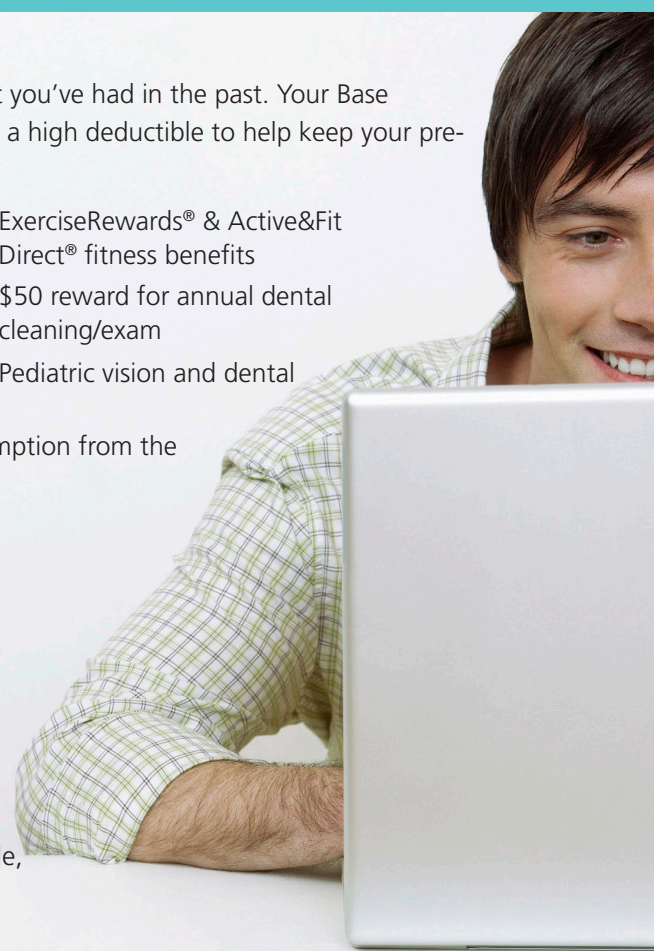 you've had in the past. Your Base
a high deductible to help keep your pre-
ExerciseRewards® & Active&Fit
Direct® fitness benefits
$50 reward for annual dental
cleaning/exam
Pediatric vision and dental
from the